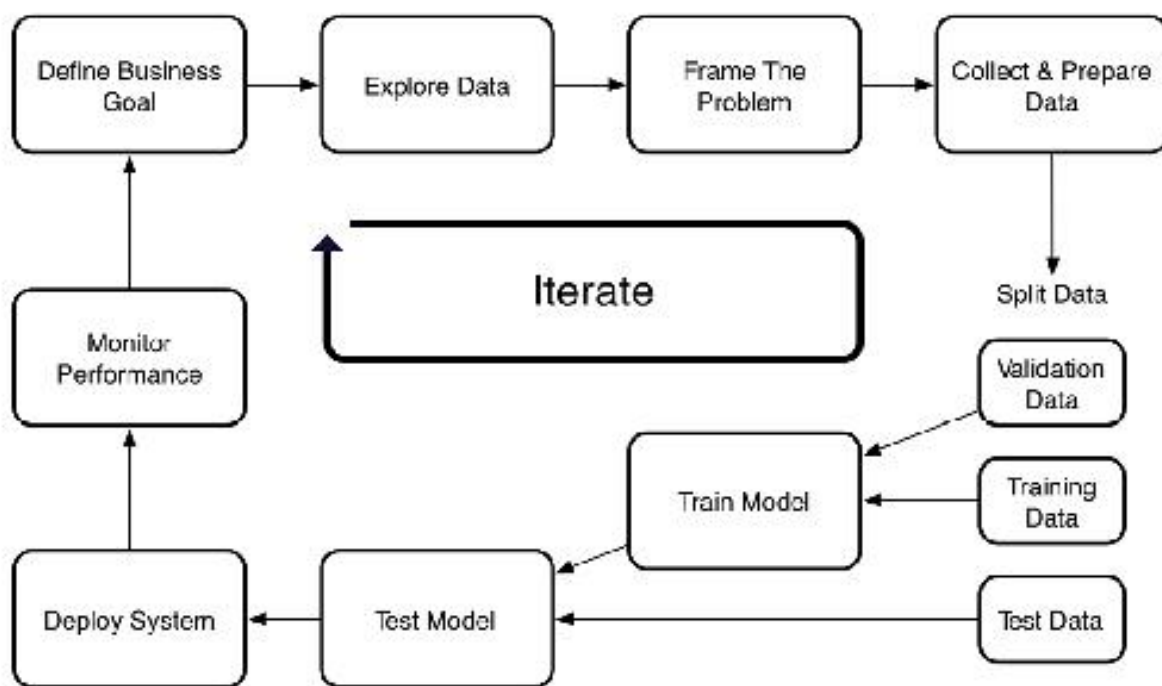 Define Business
Goal
Explore Data
Frame The
Problem
Collect & Prepare
Data
Iterate
Split Data
Monitor
Performance
Validation
Data
Train Model
Training
Data
Deploy System
Test Model
Test Data